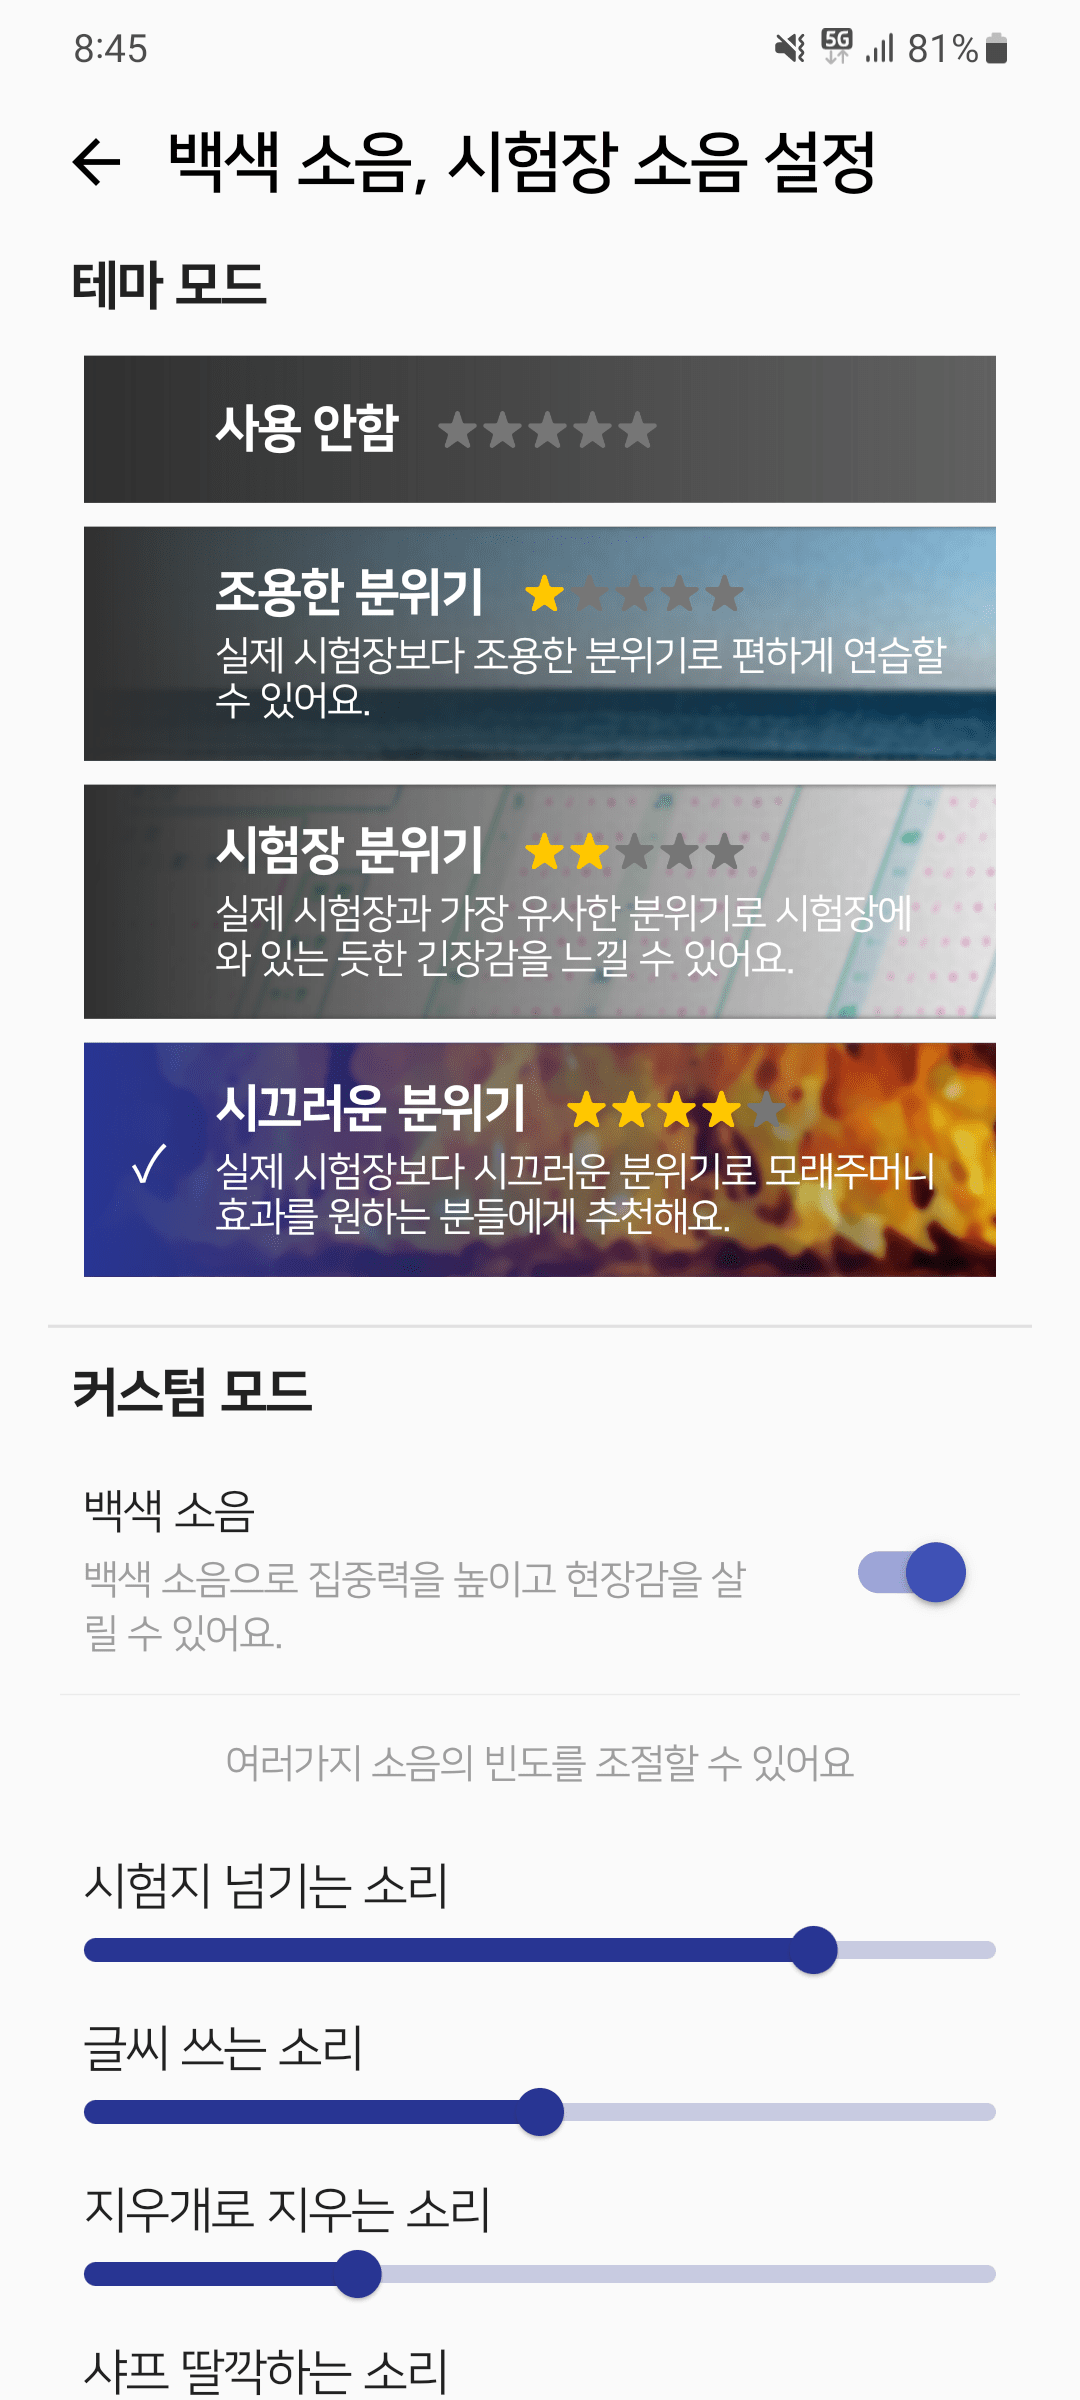 8:45
5G
81%
백색 소음, 시험장 소음 설정
테마 모드
사용 안함
조용한 분위기
실제 시험장보다 조용한 분위기로 편하게 연습할
수 있어요.
시험장 분위기
실제 시험장과 가장 유사한 분위기로 시험장에
와 있는 듯한 긴장감을 느낄 수 있어요.
시끄러운 분위기
실제 시험장보다 시끄러운 분위기로 모래주머니
효과를 원하는 분들에게 추천해요.
커스텀 모드
백색 소음
백색 소음으로 집중력을 높이고 현장감을 살
릴 수 있어요.
여러가지 소음의 빈도를 조절할 수 있어요
시험지 넘기는 소리
글씨 쓰는 소리
지우개로 지우는 소리
샤프 딸깍하는 소리